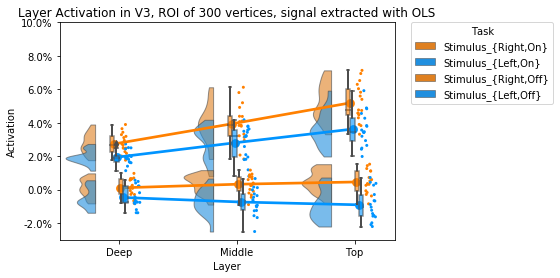 Layer Activation in V3, ROI of 300 vertices, signal extracted with OLS
Task
Stimulus_{Right,On}
Stimulus_{Left,On}
Stimulus_{Right,Off}
Stimulus_{Left,Off}
Activation
10.0%
8.0%
6.0%
4.0%
2.0%
0.0%
-2.0%
Deep Middle Top
Layer